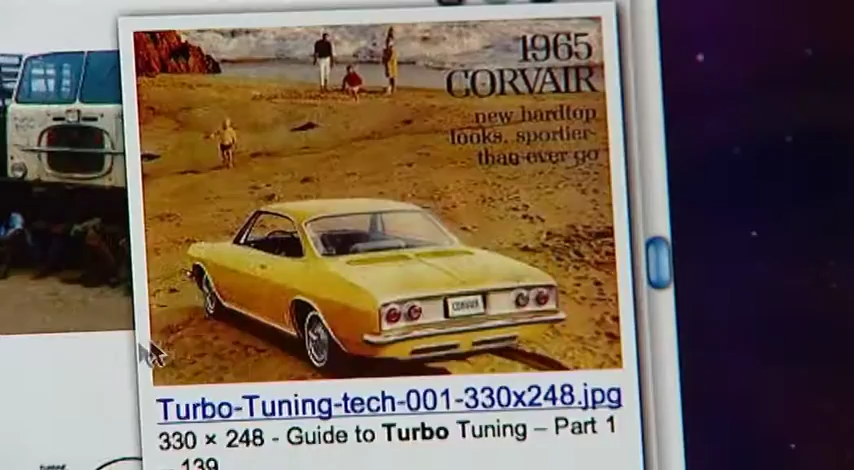 1965
CORVAIR
new hardtop
looks, sportier-
than-ever go
CORVAIR
Turbo-Tuning-tech-001-330x248.jpg
330 × 248 - Guide to Turbo Tuning – Part 1
– 139